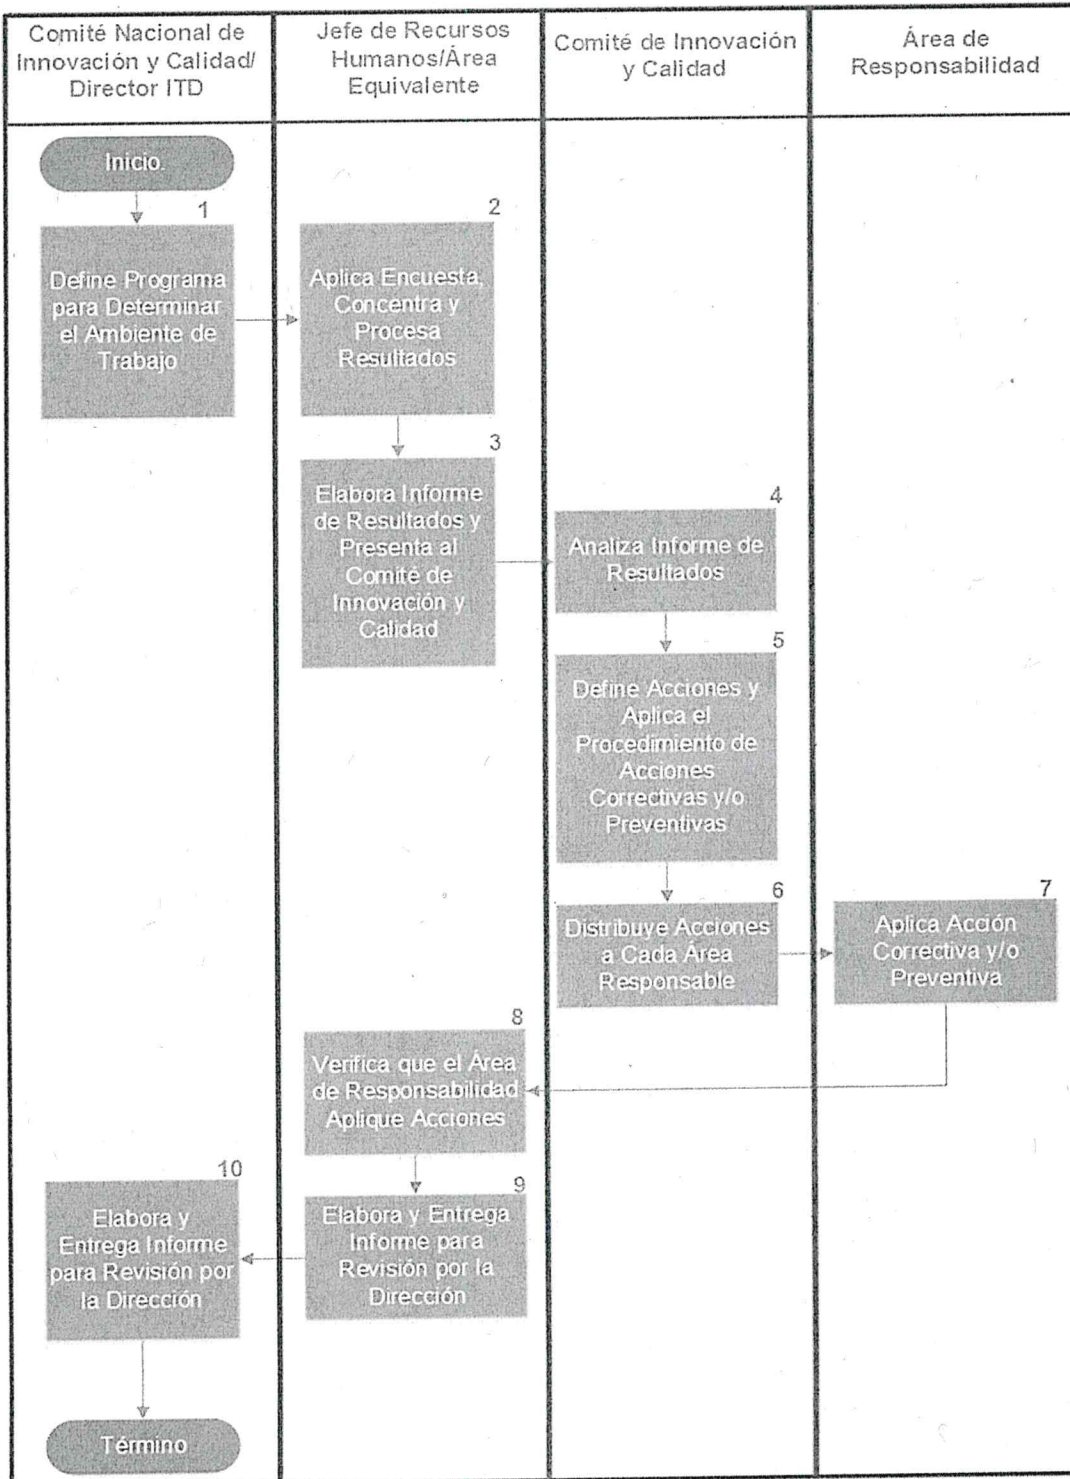 Comité Nacional de
Innovación y Calidad/
Director ITD
Jefe de Recursos
Humanos/Área
Equivalente
Comité de Innovación
y Calidad
Área de
Responsabilidad
Inicio.
1
Define Programa
para Determinar
el Ambiente de
Trabajo
2
Aplica Encuesta,
Concentra y
Procesa
Resultados
3
Elabora Informe
de Resultados y
Presenta al
Comité de
Innovación y
Calidad
4
Analiza Informe de
Resultados
5
Define Acciones y
Aplica el
Procedimiento de
Acciones
Correctivas y/o
Preventivas
6
Distribuye Acciones
a Cada Área
Responsable
7
Aplica Acción
Correctiva y/o
Preventiva
8
Verifica que el Área
de Responsabilidad
Aplique Acciones
9
Elabora y Entrega
Informe para
Revisión por la
Dirección
10
Elabora y
Entrega Informe
para Revisión por
la Dirección
Término